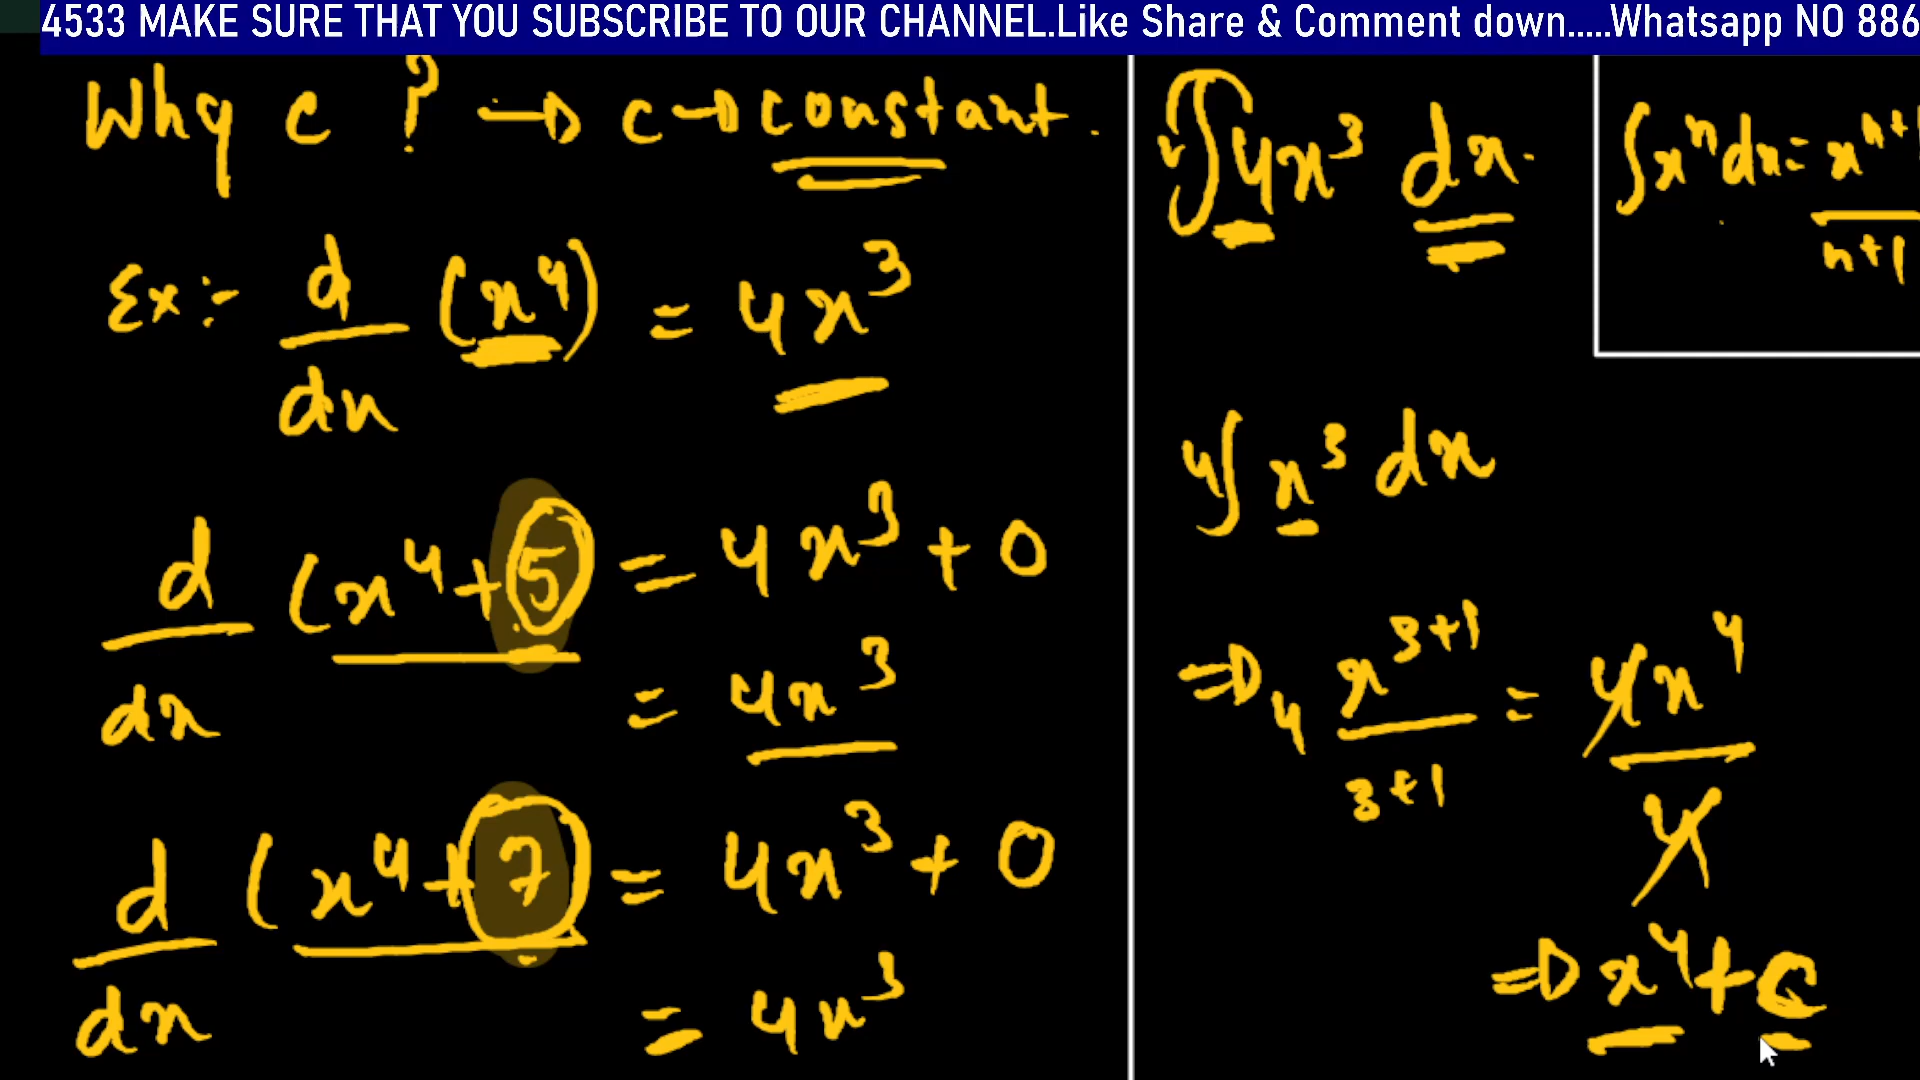 4533 MAKE SURE THAT YOU SUBSCRIBE TO OUR CHANNEL.Like Share & Comment down.....Whatsapp NO 886
Why c ? → c → constant.
Ex:- d/dx (x⁴) = 4x³
d/dx (x⁴+5 = 4x³+0
= 4x³
d/dx (x⁴+7 = 4x³+0
= 4x³
∫4x³ dx.
4∫x³ dx
⇒ 4 x³⁺¹/3+1 = 4x⁴/4
⇒ x⁴+c
∫xⁿdx = xⁿ⁺¹/n+1